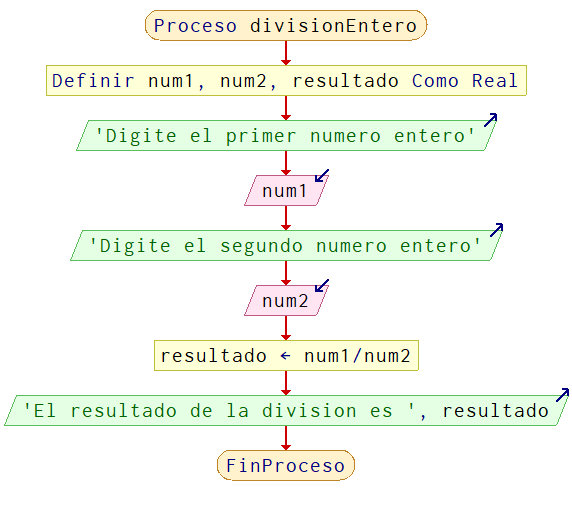 Proceso divisionEntero
Definir num1, num2, resultado Como Real
'Digite el primer numero entero'
num1
'Digite el segundo numero entero'
num2
resultado ← num1/num2
'El resultado de la division es ', resultado
FinProceso